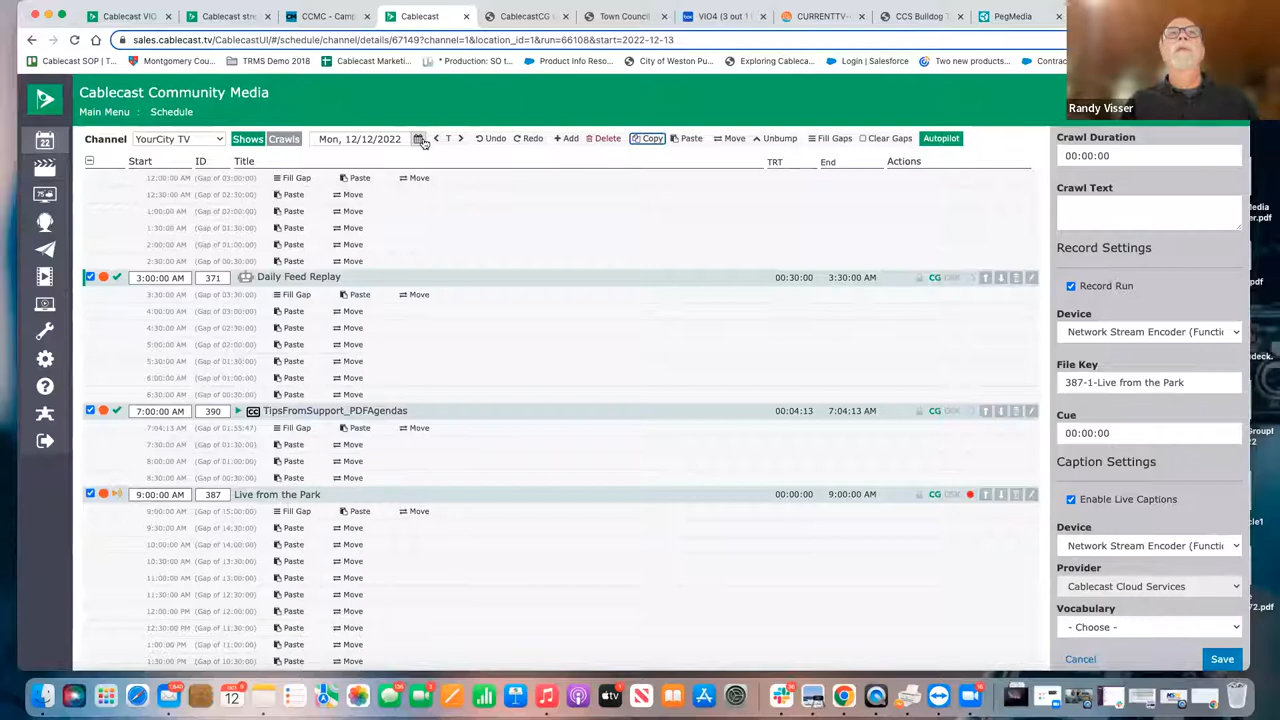 Cablecast VIO
Cablecast stre
CCMC - Camp
Cablecast
CablecastCG v
Town Council
VIO4 (3 out 1
CURRENTTV-
CCS Bulldog T
PegMedia
sales.cablecast.tv/CablecastUI/#/schedule/channel/details/67149?channel=1&location_id=1&run=66108&start=2022-12-13
Cablecast SOP | T...
Montgomery Cou...
TRMS Demo 2018
Cablecast Marketi...
* Production: SO t...
Product Info Reso...
City of Weston Pu...
Exploring Cableca...
Login | Salesforce
Two new products...
Contrac
Randy Visser
Cablecast Community Media
Main Menu : Schedule
Channel YourCity TV Shows Crawls Mon, 12/12/2022 < T > Undo Redo + Add Delete Copy Paste Move Unbump Fill Gaps Clear Gaps Autopilot
Start ID Title TRT End Actions
12:00:00 AM (Gap of 03:00:00) Fill Gap Paste Move
12:30:00 AM (Gap of 02:30:00) Paste Move
1:00:00 AM (Gap of 02:00:00) Paste Move
1:30:00 AM (Gap of 01:30:00) Paste Move
2:00:00 AM (Gap of 01:00:00) Paste Move
2:30:00 AM (Gap of 00:30:00) Paste Move
3:00:00 AM 371 Daily Feed Replay 00:30:00 3:30:00 AM CG DSK
3:30:00 AM (Gap of 03:30:00) Fill Gap Paste Move
4:00:00 AM (Gap of 03:00:00) Paste Move
4:30:00 AM (Gap of 02:30:00) Paste Move
5:00:00 AM (Gap of 02:00:00) Paste Move
5:30:00 AM (Gap of 01:30:00) Paste Move
6:00:00 AM (Gap of 01:00:00) Paste Move
6:30:00 AM (Gap of 00:30:00) Paste Move
7:00:00 AM 390 CC TipsFromSupport_PDFAgendas 00:04:13 7:04:13 AM CG DSK
7:04:13 AM (Gap of 01:55:47) Fill Gap Paste Move
7:30:00 AM (Gap of 01:30:00) Paste Move
8:00:00 AM (Gap of 01:00:00) Paste Move
8:30:00 AM (Gap of 00:30:00) Paste Move
9:00:00 AM 387 Live from the Park 00:00:00 9:00:00 AM CG DSK
9:00:00 AM (Gap of 15:00:00) Fill Gap Paste Move
9:30:00 AM (Gap of 14:30:00) Paste Move
10:00:00 AM (Gap of 14:00:00) Paste Move
10:30:00 AM (Gap of 13:30:00) Paste Move
11:00:00 AM (Gap of 13:00:00) Paste Move
11:30:00 AM (Gap of 12:30:00) Paste Move
12:00:00 PM (Gap of 12:00:00) Paste Move
12:30:00 PM (Gap of 11:30:00) Paste Move
1:00:00 PM (Gap of 11:00:00) Paste Move
1:30:00 PM (Gap of 10:30:00) Paste Move
Crawl Duration
00:00:00
Crawl Text
Record Settings
Record Run
Device
Network Stream Encoder (Functi
File Key
387-1-Live from the Park
Cue
00:00:00
Caption Settings
Enable Live Captions
Device
Network Stream Encoder (Functi
Provider
Cablecast Cloud Services
Vocabulary
- Choose -
Cancel Save